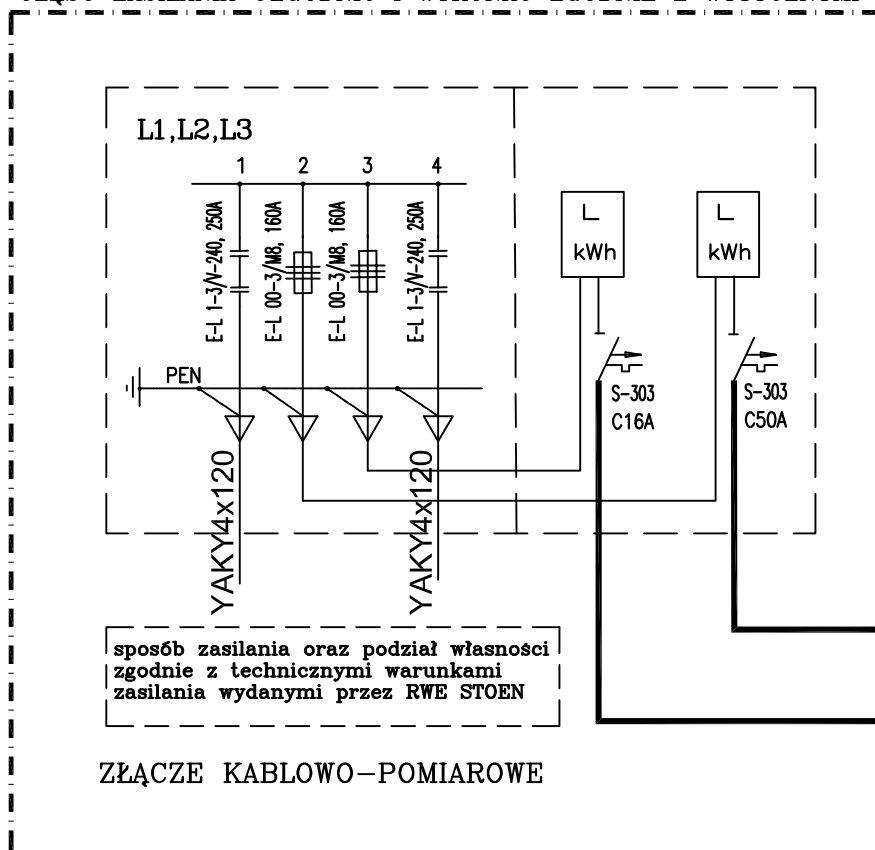 L1,L2,L3
1 2 3 4
E-L 1-3/V-240, 250A
E-L 00-3/M8, 160A
E-L 00-3/M8, 160A
E-L 1-3/V-240, 250A
kWh
kWh
PEN
S-303
C16A
S-303
C50A
YAKY4x120
YAKY4x120
sposób zasilania oraz podział własności
zgodnie z technicznymi warunkami
zasilania wydanymi przez RWE STOEN
ZŁĄCZE KABLOWO-POMIAROWE